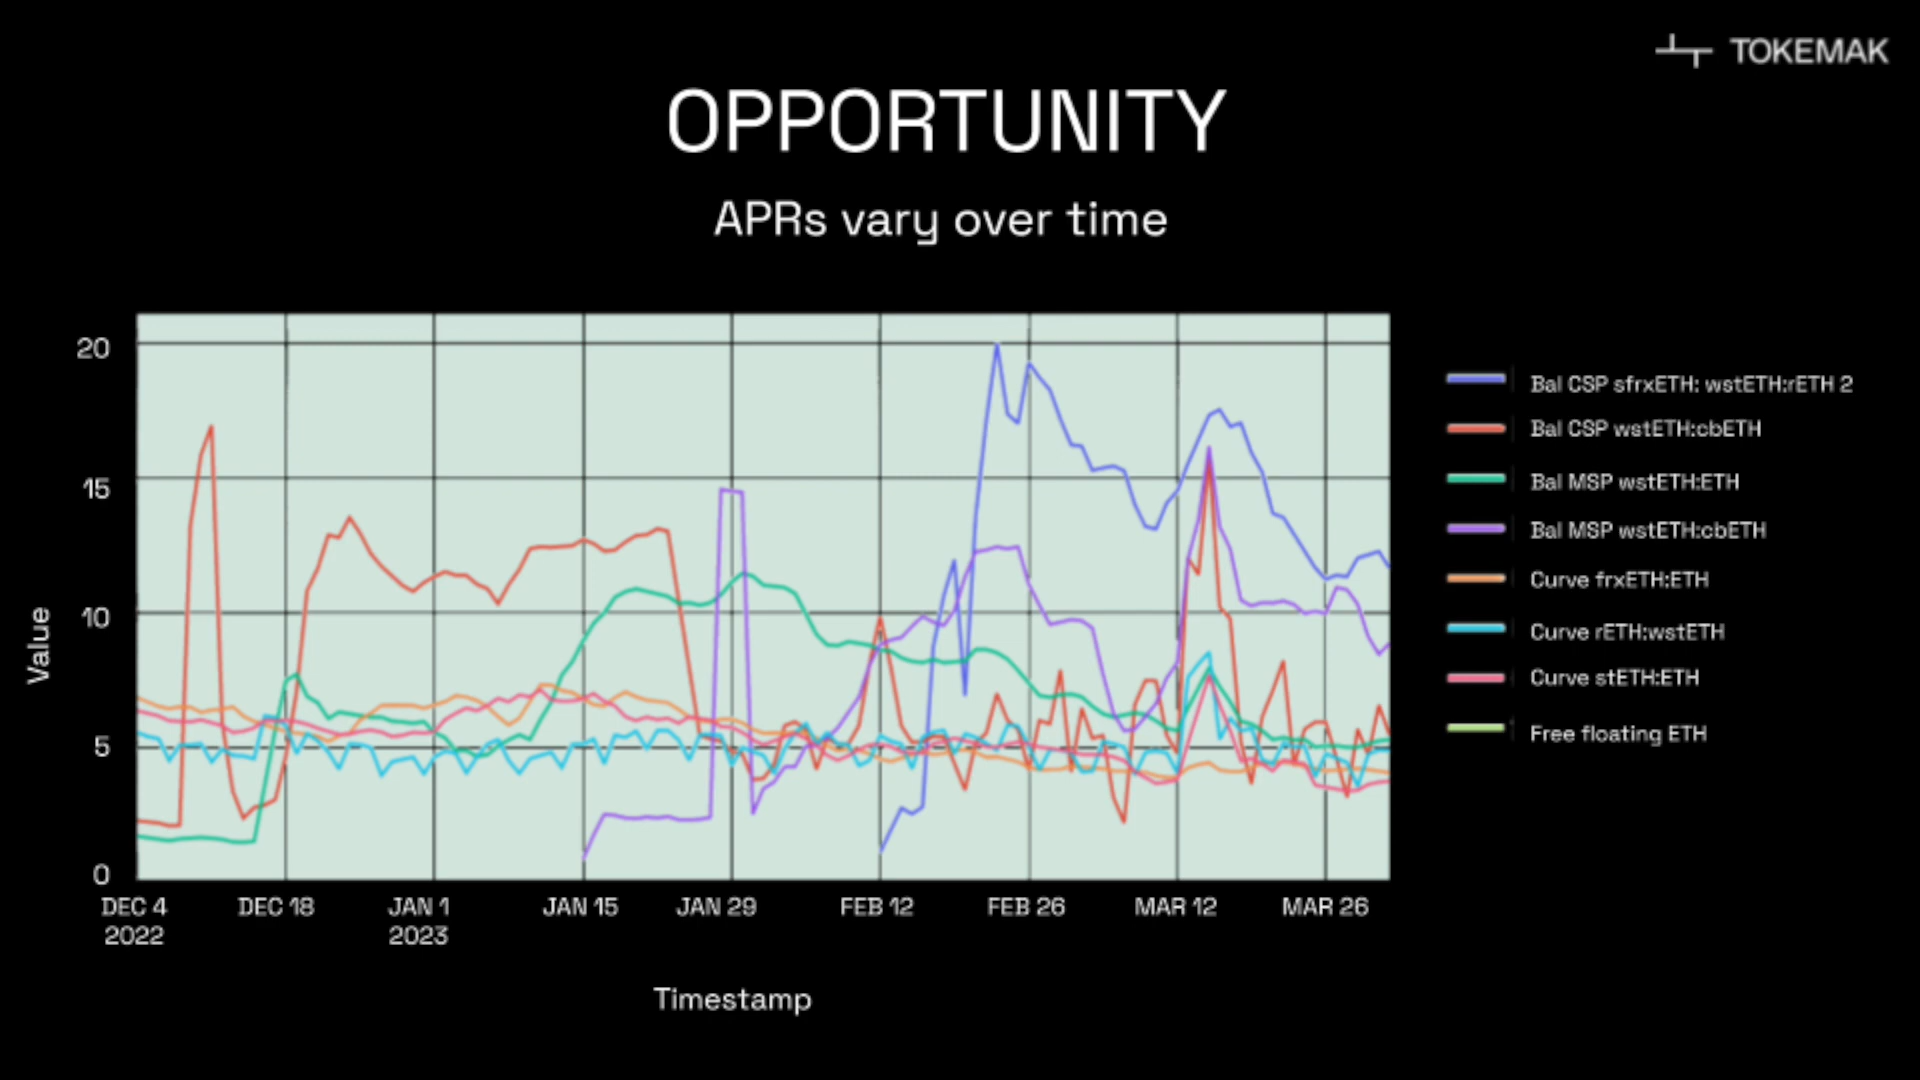 TOKEMAK
OPPORTUNITY
APRs vary over time
Value
20
15
10
5
0
DEC 4 2022
DEC 18
JAN 1 2023
JAN 15
JAN 29
FEB 12
FEB 26
MAR 12
MAR 26
Timestamp
Bal CSP sfrxETH: wstETH:rETH 2
Bal CSP wstETH:cbETH
Bal MSP wstETH:ETH
Bal MSP wstETH:cbETH
Curve frxETH:ETH
Curve rETH:wstETH
Curve stETH:ETH
Free floating ETH